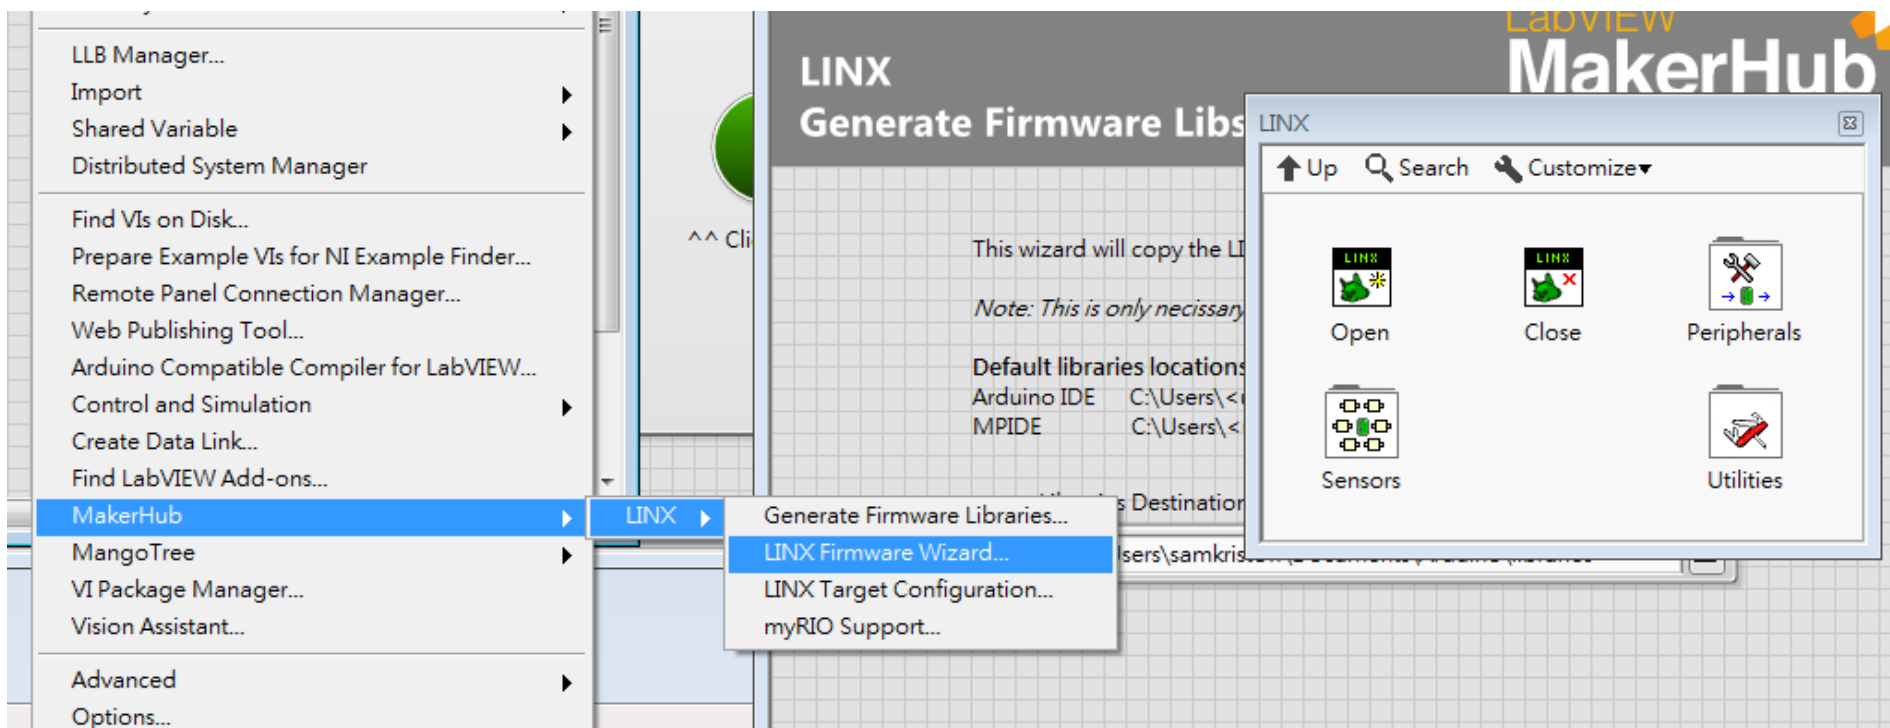 LLB Manager...
Import
Shared Variable
Distributed System Manager
Find VIs on Disk...
Prepare Example VIs for NI Example Finder...
Remote Panel Connection Manager...
Web Publishing Tool...
Arduino Compatible Compiler for LabVIEW...
Control and Simulation
Create Data Link...
Find LabVIEW Add-ons...
MakerHub
MangoTree
VI Package Manager...
Vision Assistant...
Advanced
Options...
LINX
Generate Firmware Libraries...
LINX Firmware Wizard...
LINX Target Configuration...
myRIO Support...
^^ Cli
LabVIEW
MakerHub
LINX
Generate Firmware Libs
This wizard will copy the LI
Note: This is only necissary
Default libraries locations
Arduino IDE C:\Users\<
MPIDE C:\Users\<
s Destination
sers\samkris
LINX
Up Search Customize
LINX
LINX
Open Close Peripherals
Sensors Utilities